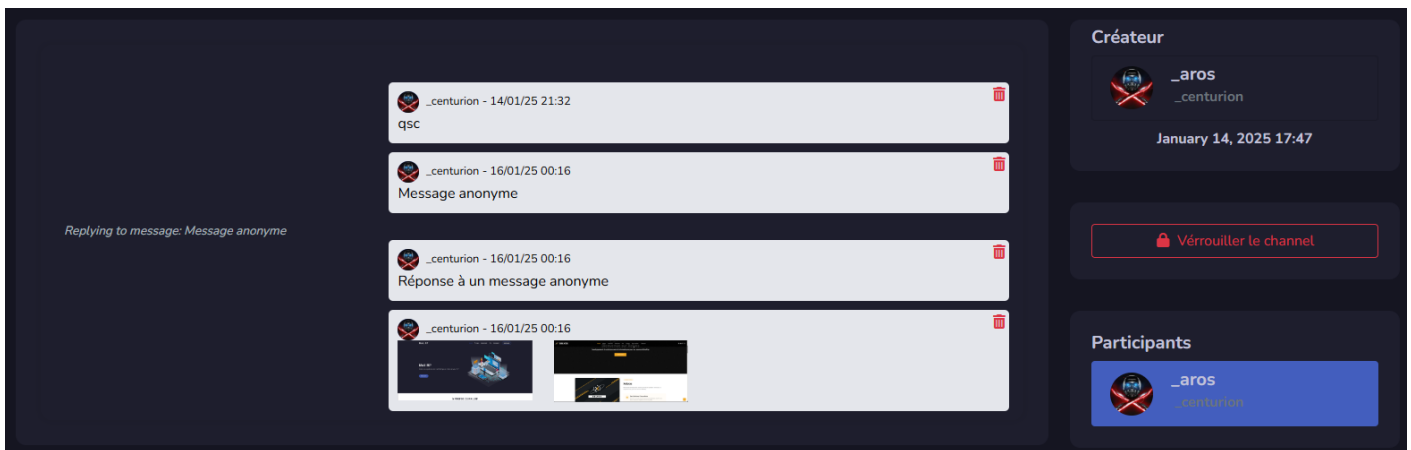 _centurion - 14/01/25 21:32
qsc
_centurion - 16/01/25 00:16
Message anonyme
Replying to message: Message anonyme
_centurion - 16/01/25 00:16
Réponse à un message anonyme
_centurion - 16/01/25 00:16
Créateur
_aros
_centurion
January 14, 2025 17:47
Vérrouiller le channel
Participants
_aros
_centurion